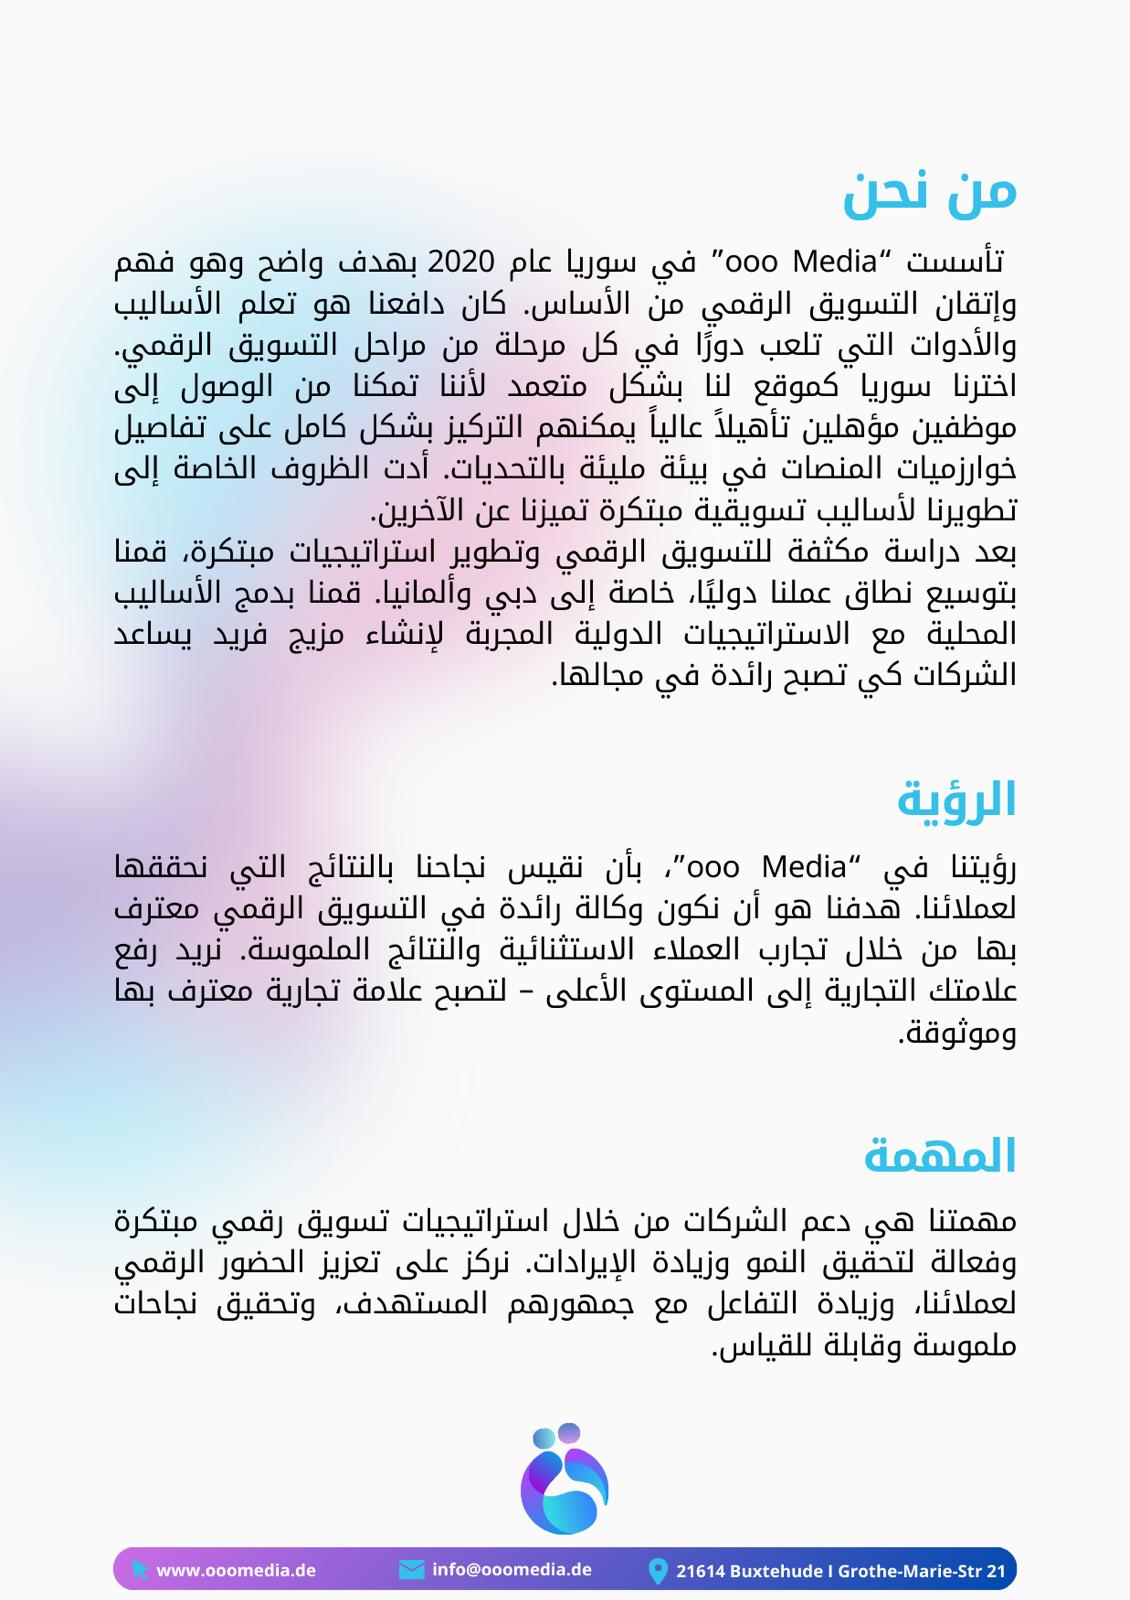 من نحن
تأسست “ooo Media” في سوريا عام 2020 بهدف واضح وهو فهم
وإتقان التسويق الرقمي من الأساس. كان دافعنا هو تعلم الأساليب
والأدوات التي تلعب دورًا في كل مرحلة من مراحل التسويق الرقمي.
اخترنا سوريا كموقع لنا بشكل متعمد لأننا تمكنا من الوصول إلى
موظفين مؤهلين تأهيلاً عالياً يمكنهم التركيز بشكل كامل على تفاصيل
خوارزميات المنصات في بيئة مليئة بالتحديات. أدت الظروف الخاصة إلى
تطويرنا لأساليب تسويقية مبتكرة تميزنا عن الآخرين.
بعد دراسة مكثفة للتسويق الرقمي وتطوير استراتيجيات مبتكرة، قمنا
بتوسيع نطاق عملنا دوليًا، خاصة إلى دبي وألمانيا. قمنا بدمج الأساليب
المحلية مع الاستراتيجيات الدولية المجربة لإنشاء مزيج فريد يساعد
الشركات كي تصبح رائدة في مجالها.
الرؤية
رؤيتنا في “ooo Media”، بأن نقيس نجاحنا بالنتائج التي نحققها
لعملائنا. هدفنا هو أن نكون وكالة رائدة في التسويق الرقمي معترف
بها من خلال تجارب العملاء الاستثنائية والنتائج الملموسة. نريد رفع
علامتك التجارية إلى المستوى الأعلى – لتصبح علامة تجارية معترف بها
وموثوقة.
المهمة
مهمتنا هي دعم الشركات من خلال استراتيجيات تسويق رقمي مبتكرة
وفعالة لتحقيق النمو وزيادة الإيرادات. نركز على تعزيز الحضور الرقمي
لعملائنا، وزيادة التفاعل مع جمهورهم المستهدف، وتحقيق نجاحات
ملموسة وقابلة للقياس.
www.ooomedia.de info@ooomedia.de 21614 Buxtehude I Grothe-Marie-Str 21